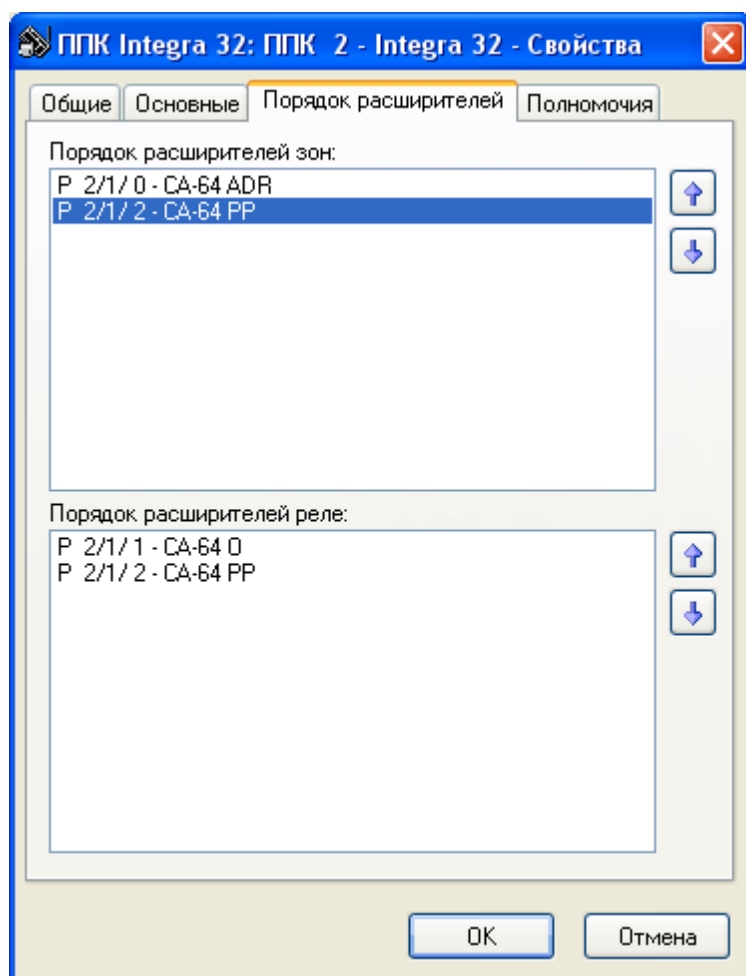 ППК Integra 32: ППК 2 - Integra 32 - Свойства
Общие Основные Порядок расширителей Полномочия
Порядок расширителей зон:
Р 2/1/ 0 - CA-64 ADR
Р 2/1/ 2 - CA-64 PP
Порядок расширителей реле:
Р 2/1/ 1 - CA-64 O
Р 2/1/ 2 - CA-64 PP
OK Отмена